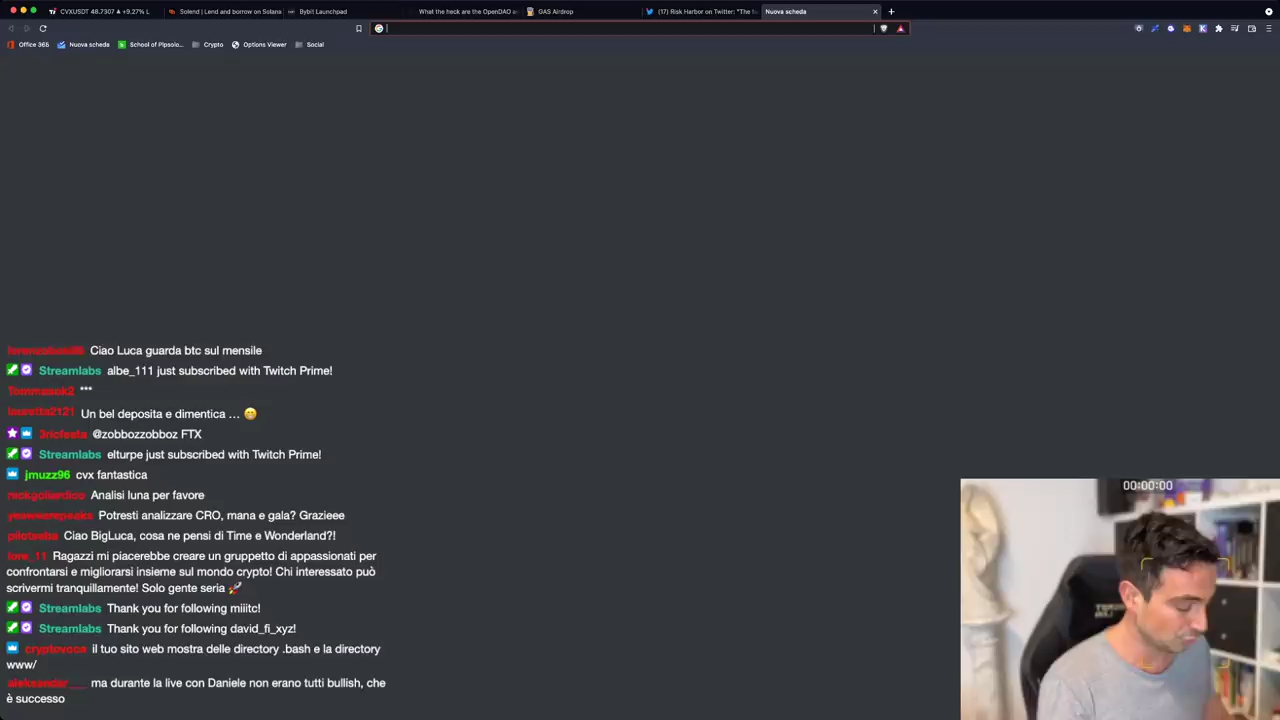 CVXUSDT 48.7307 ▲ +9.27% L
Solend | Lend and borrow on Solana
Bybit Launchpad
What the heck are the OpenDAO a
GAS Airdrop
(17) Risk Harbor on Twitter: "The t
Nuova scheda
Office 365
Nuova scheda
School of Pipsolo...
Crypto
Options Viewer
Social
Ciao Luca guarda btc sul mensile
Streamlabs albe_111 just subscribed with Twitch Prime!
Tommasok2 ***
lauretta2121 Un bel deposita e dimentica … 😁
3ricfesta @zobbozzobboz FTX
Streamlabs elturpe just subscribed with Twitch Prime!
jmuzz96 cvx fantastica
Analisi luna per favore
Potresti analizzare CRO, mana e gala? Grazieee
Ciao BigLuca, cosa ne pensi di Time e Wonderland?!
Ragazzi mi piacerebbe creare un gruppetto di appassionati per
confrontarsi e migliorarsi insieme sul mondo crypto! Chi interessato può
scrivermi tranquillamente! Solo gente seria 🚀
Streamlabs Thank you for following miiitc!
Streamlabs Thank you for following david_fi_xyz!
il tuo sito web mostra delle directory .bash e la directory
www/
ma durante la live con Daniele non erano tutti bullish, che
è successo
00:00:00